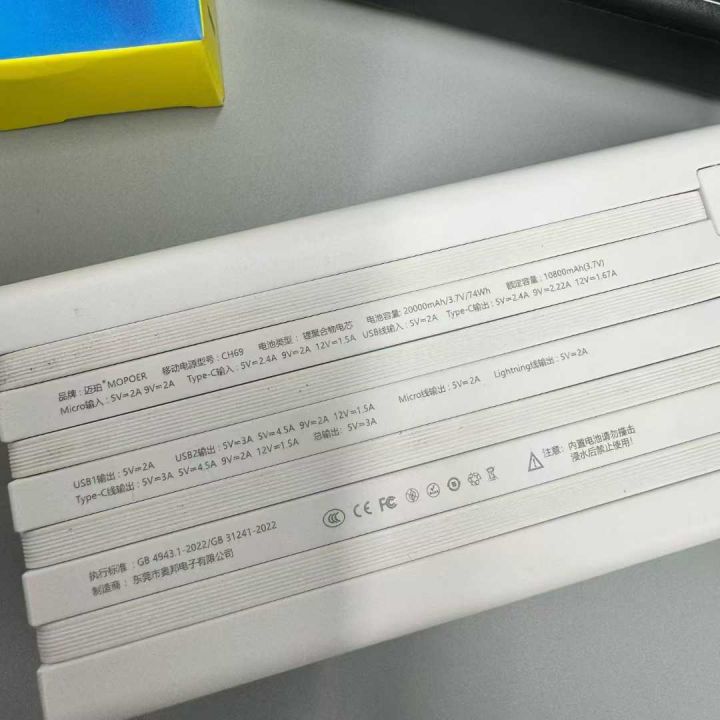 品牌：迈珀®MOPOER 移动电源型号：CH69 电池类型：锂聚合物电芯 电池容量: 20000mAh/3.7V/74Wh 额定容量：10800mAh(3.7V)
Micro输入：5V=2A 9V=2A Type-C输入：5V=2.4A 9V=2A 12V=1.5A USB线输入：5V=2A Type-C输出：5V=2.4A 9V=2.22A 12V=1.67A
USB1输出：5V=2A USB2输出：5V=3A 5V=4.5A 9V=2A 12V=1.5A Micro线输出：5V=2A Lightning线输出：5V=2A
Type-C线输出：5V=3A 5V=4.5A 9V=2A 12V=1.5A 总输出：5V=3A
执行标准：GB 4943.1-2022/GB 31241-2022
制造商：东莞市奥邦电子有限公司
CCC CE FC
注意：内置电池请勿撞击
浸水后禁止使用！